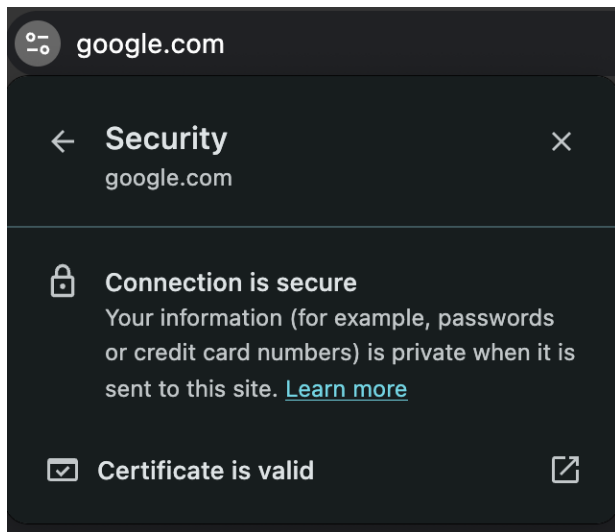 google.com
Security
google.com
Connection is secure
Your information (for example, passwords
or credit card numbers) is private when it is
sent to this site. Learn more
Certificate is valid